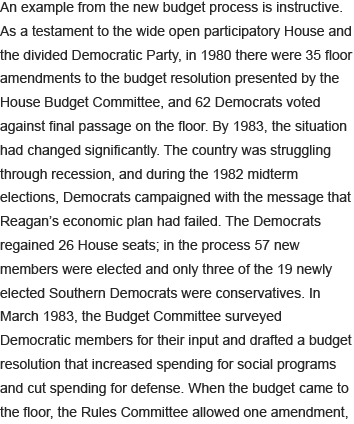 An example from the new budget process is instructive.
As a testament to the wide open participatory House and
the divided Democratic Party, in 1980 there were 35 floor
amendments to the budget resolution presented by the
House Budget Committee, and 62 Democrats voted
against final passage on the floor. By 1983, the situation
had changed significantly. The country was struggling
through recession, and during the 1982 midterm
elections, Democrats campaigned with the message that
Reagan’s economic plan had failed. The Democrats
regained 26 House seats; in the process 57 new
members were elected and only three of the 19 newly
elected Southern Democrats were conservatives. In
March 1983, the Budget Committee surveyed
Democratic members for their input and drafted a budget
resolution that increased spending for social programs
and cut spending for defense. When the budget came to
the floor, the Rules Committee allowed one amendment,